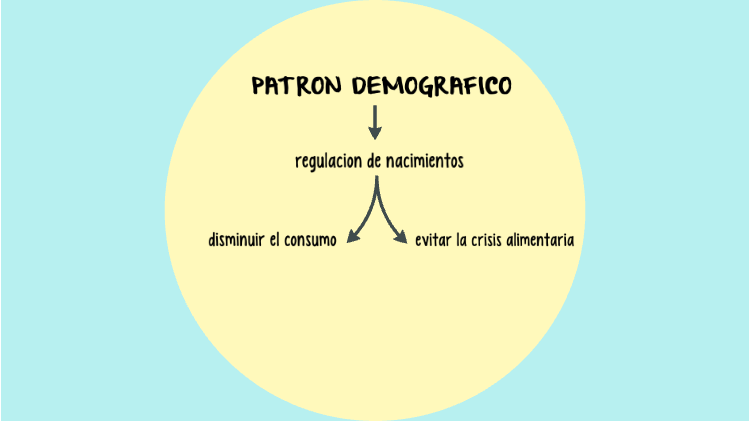 PATRON DEMOGRAFICO
regulacion de nacimientos
disminuir el consumo
evitar la crisis alimentaria